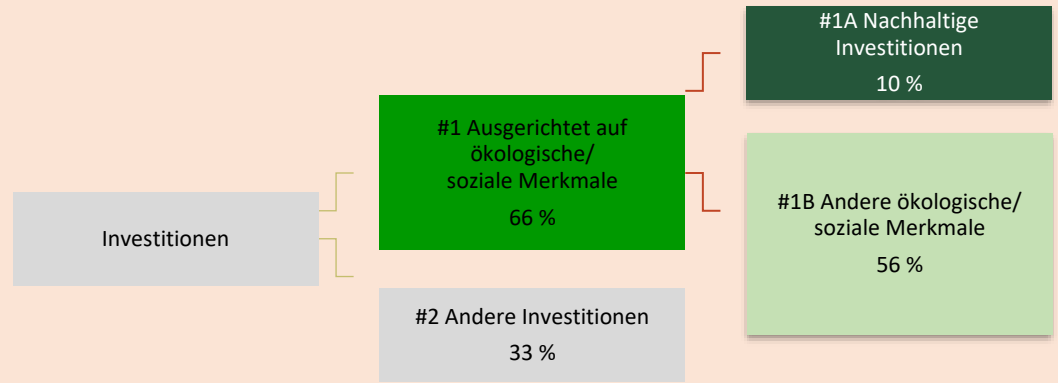 Investitionen
#1 Ausgerichtet auf
ökologische/
soziale Merkmale
66 %
#2 Andere Investitionen
33 %
#1A Nachhaltige
Investitionen
10 %
#1B Andere ökologische/
soziale Merkmale
56 %